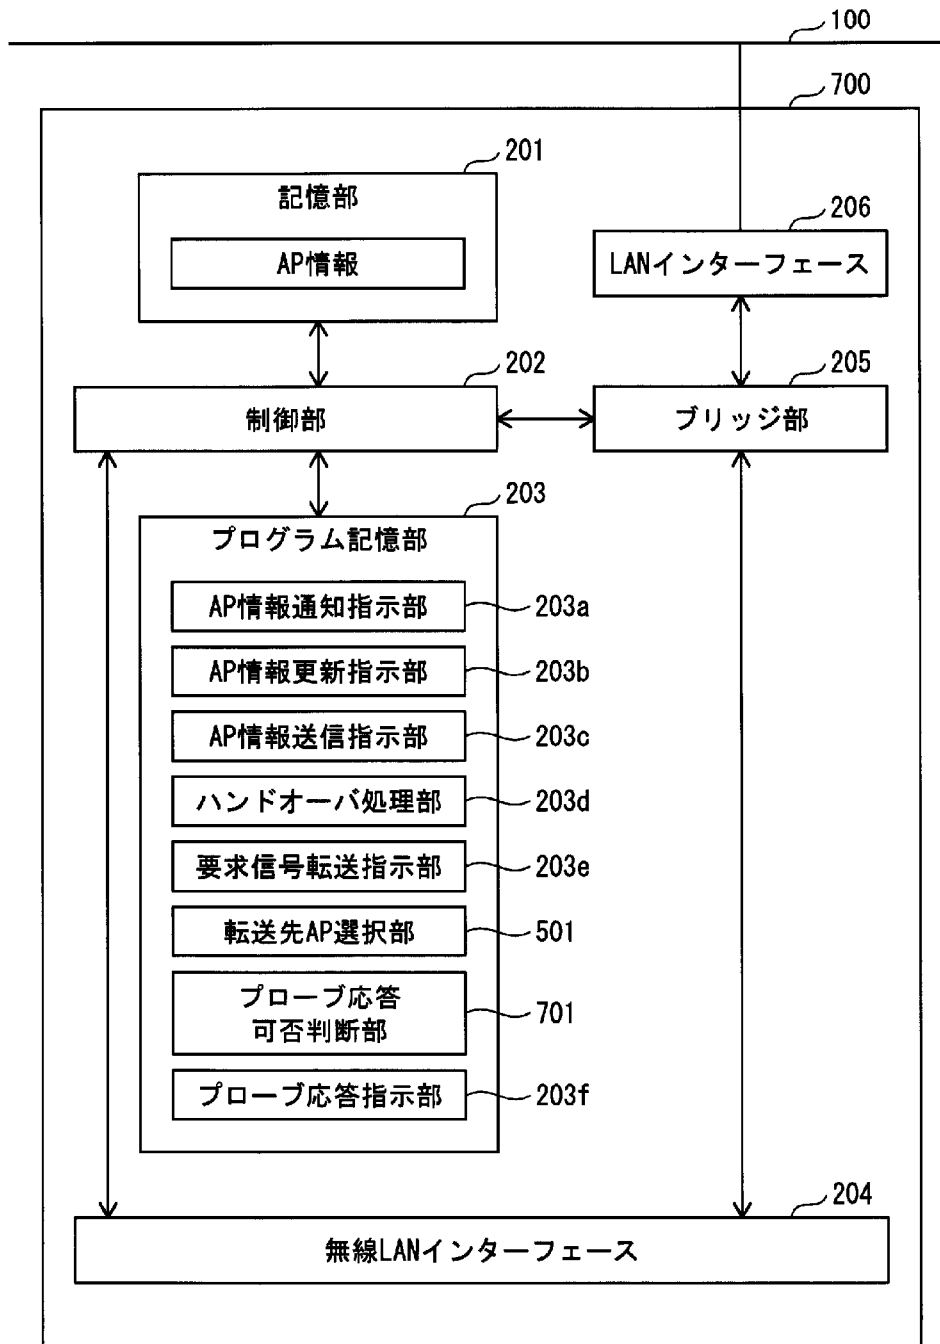 100
700
201
記憶部
AP情報
206
LANインターフェース
202
制御部
205
ブリッジ部
203
プログラム記憶部
AP情報通知指示部
203a
AP情報更新指示部
203b
AP情報送信指示部
203c
ハンドオーバ処理部
203d
要求信号転送指示部
203e
転送先AP選択部
501
プローブ応答
可否判断部
701
プローブ応答指示部
203f
204
無線LANインターフェース